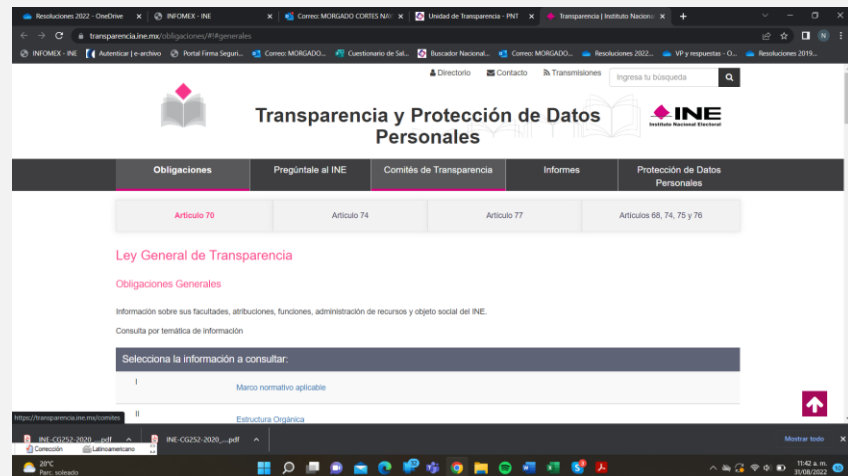 Resoluciones 2022 - OneDrive
INFOMEX - INE
Correo: MORGADO CORTES NA
Unidad de Transparencia - PNT
Transparencia | Instituto Naciona
transparencia.ine.mx/obligaciones/#!#generales
INFOMEX - INE
Autenticar | e-archivo
Portal Firma Seguri...
Correo: MORGADO...
Cuestionario de Sal...
Buscador Nacional...
Correo: MORGADO...
Resoluciones 2022...
VP y respuestas - O...
Resoluciones 2019...
Directorio
Contacto
Transmisiones
Ingresa tu búsqueda
Transparencia y Protección de Datos
Personales
INE
Instituto Nacional Electoral
Obligaciones
Pregúntale al INE
Comités de Transparencia
Informes
Protección de Datos
Personales
Artículo 70
Artículo 74
Artículo 77
Artículos 68, 74, 75 y 76
Ley General de Transparencia
Obligaciones Generales
Información sobre sus facultades, atribuciones, funciones, administración de recursos y objeto social del INE.
Consulta por temática de información
Selecciona la información a consultar:
I
Marco normativo aplicable
II
Estructura Orgánica
https://transparencia.ine.mx/comites
INE-CG252-2020_...pdf
INE-CG252-2020_...pdf
Mostrar todo
Corrección
Latinoamericano
20°C
Parc. soleado
11:42 a. m.
31/08/2022